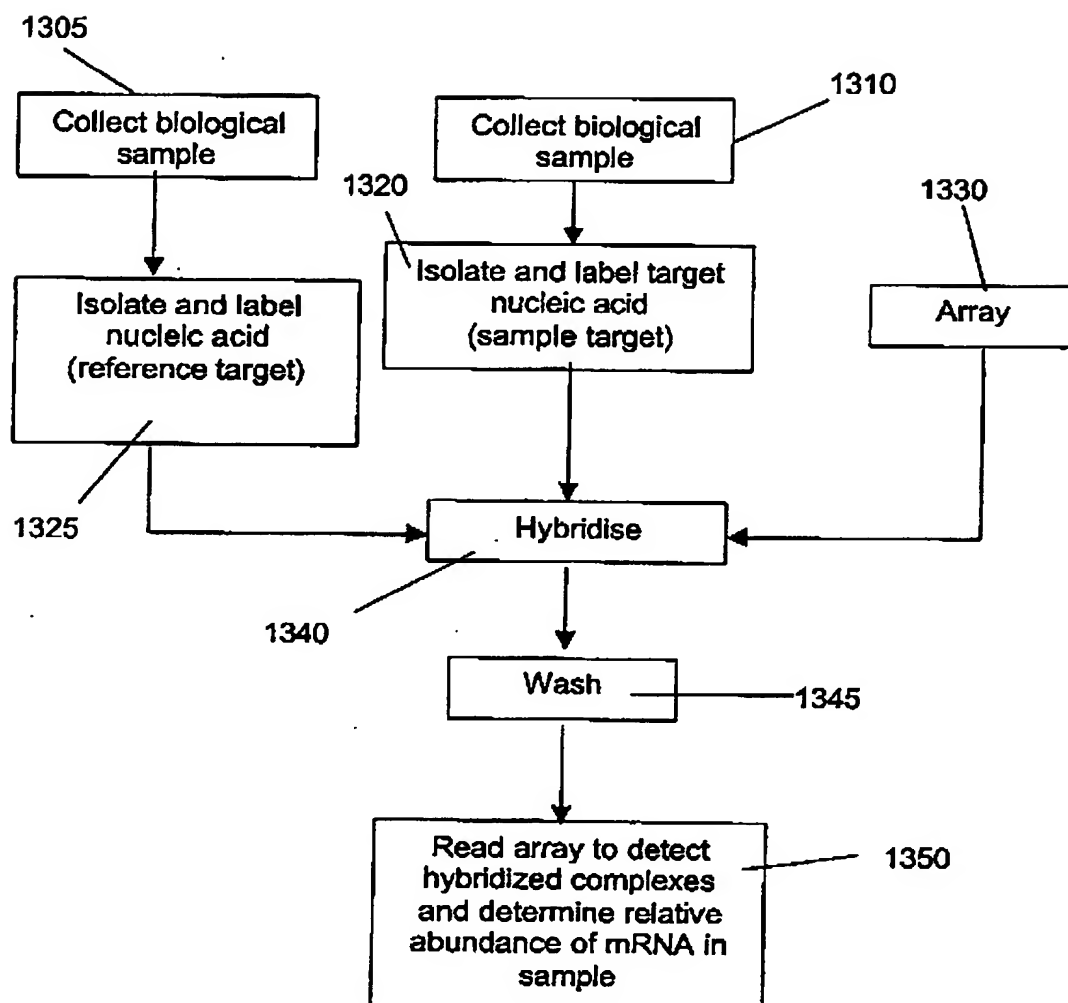 1305
Collect biological
sample
1310
Collect biological
sample
1320
1330
Isolate and label
nucleic acid
(reference target)
Isolate and label target
nucleic acid
(sample target)
Array
1325
Hybridise
1340
Wash
1345
Read array to detect
hybridized complexes
and determine relative
abundance of mRNA in
sample
1350